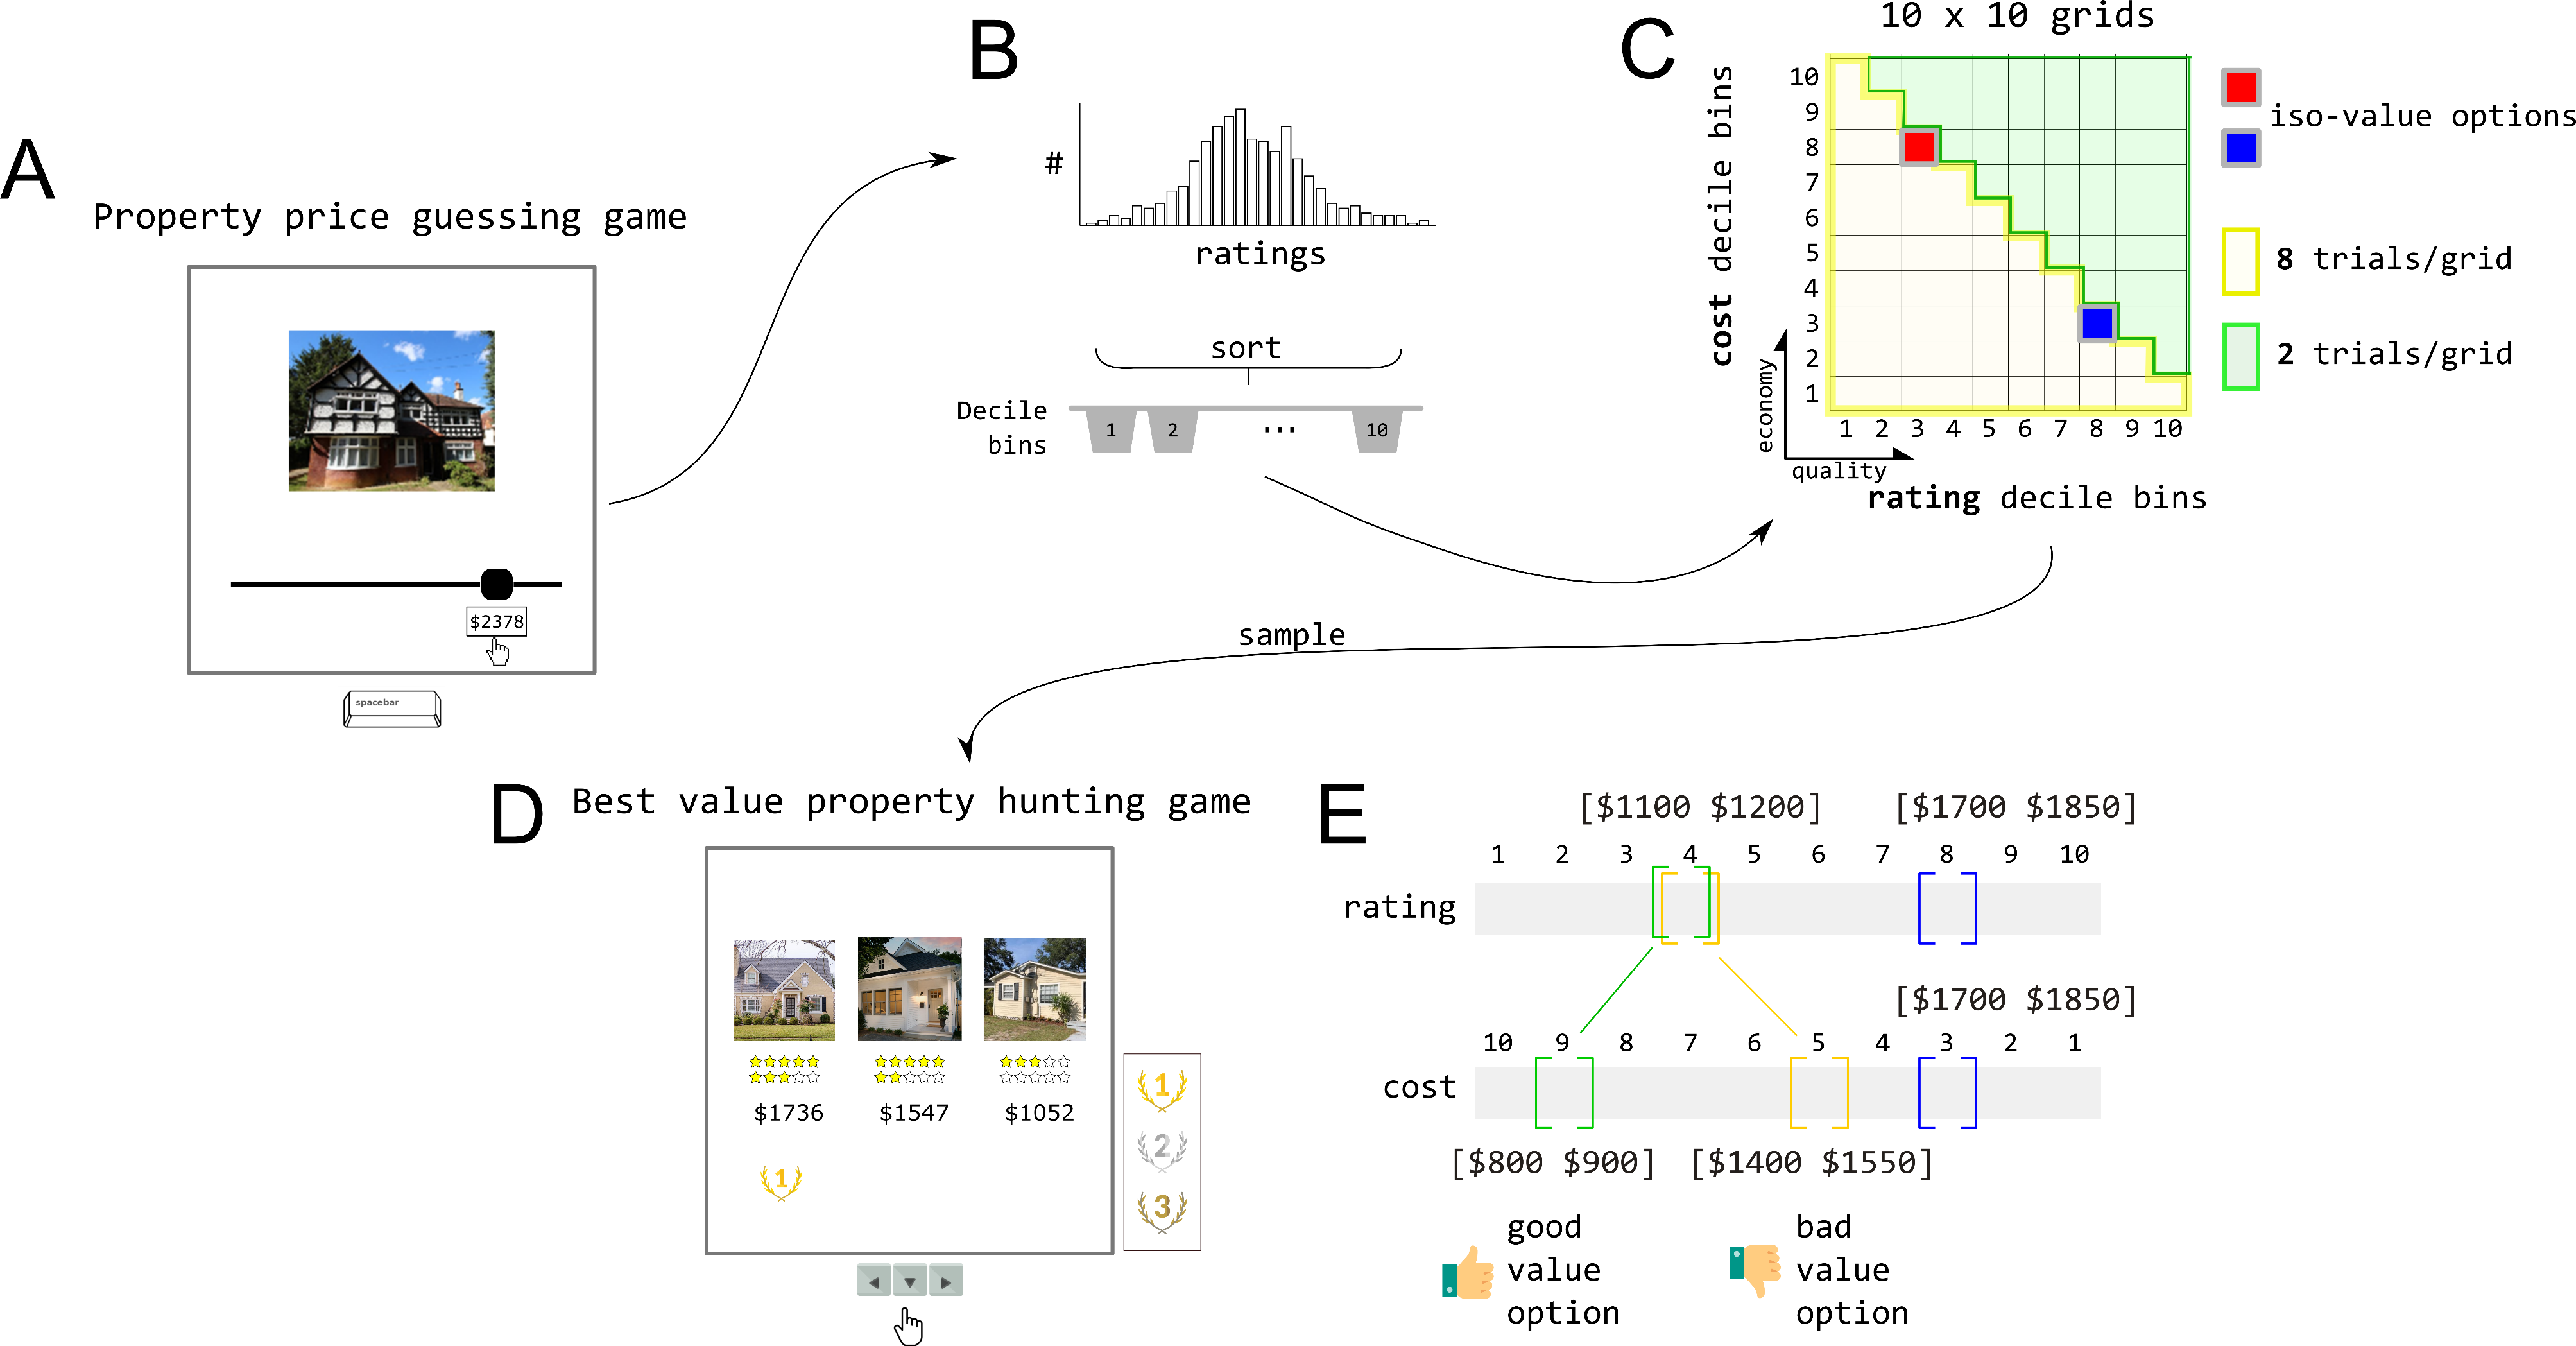 A
Property price guessing game
$2378
spacebar
B
#
ratings
sort
Decile
bins
1 2 ... 10
C
10 x 10 grids
cost decile bins
10
9
8
7
6
5
4
3
2
1
economy
1 2 3 4 5 6 7 8 9 10
quality
rating decile bins
iso-value options
8 trials/grid
2 trials/grid
sample
D
Best value property hunting game
$1736 $1547 $1052
1
1
2
3
E
[$1100 $1200] [$1700 $1850]
1 2 3 4 5 6 7 8 9 10
rating
[$1700 $1850]
10 9 8 7 6 5 4 3 2 1
cost
[$800 $900] [$1400 $1550]
good
value
option
bad
value
option